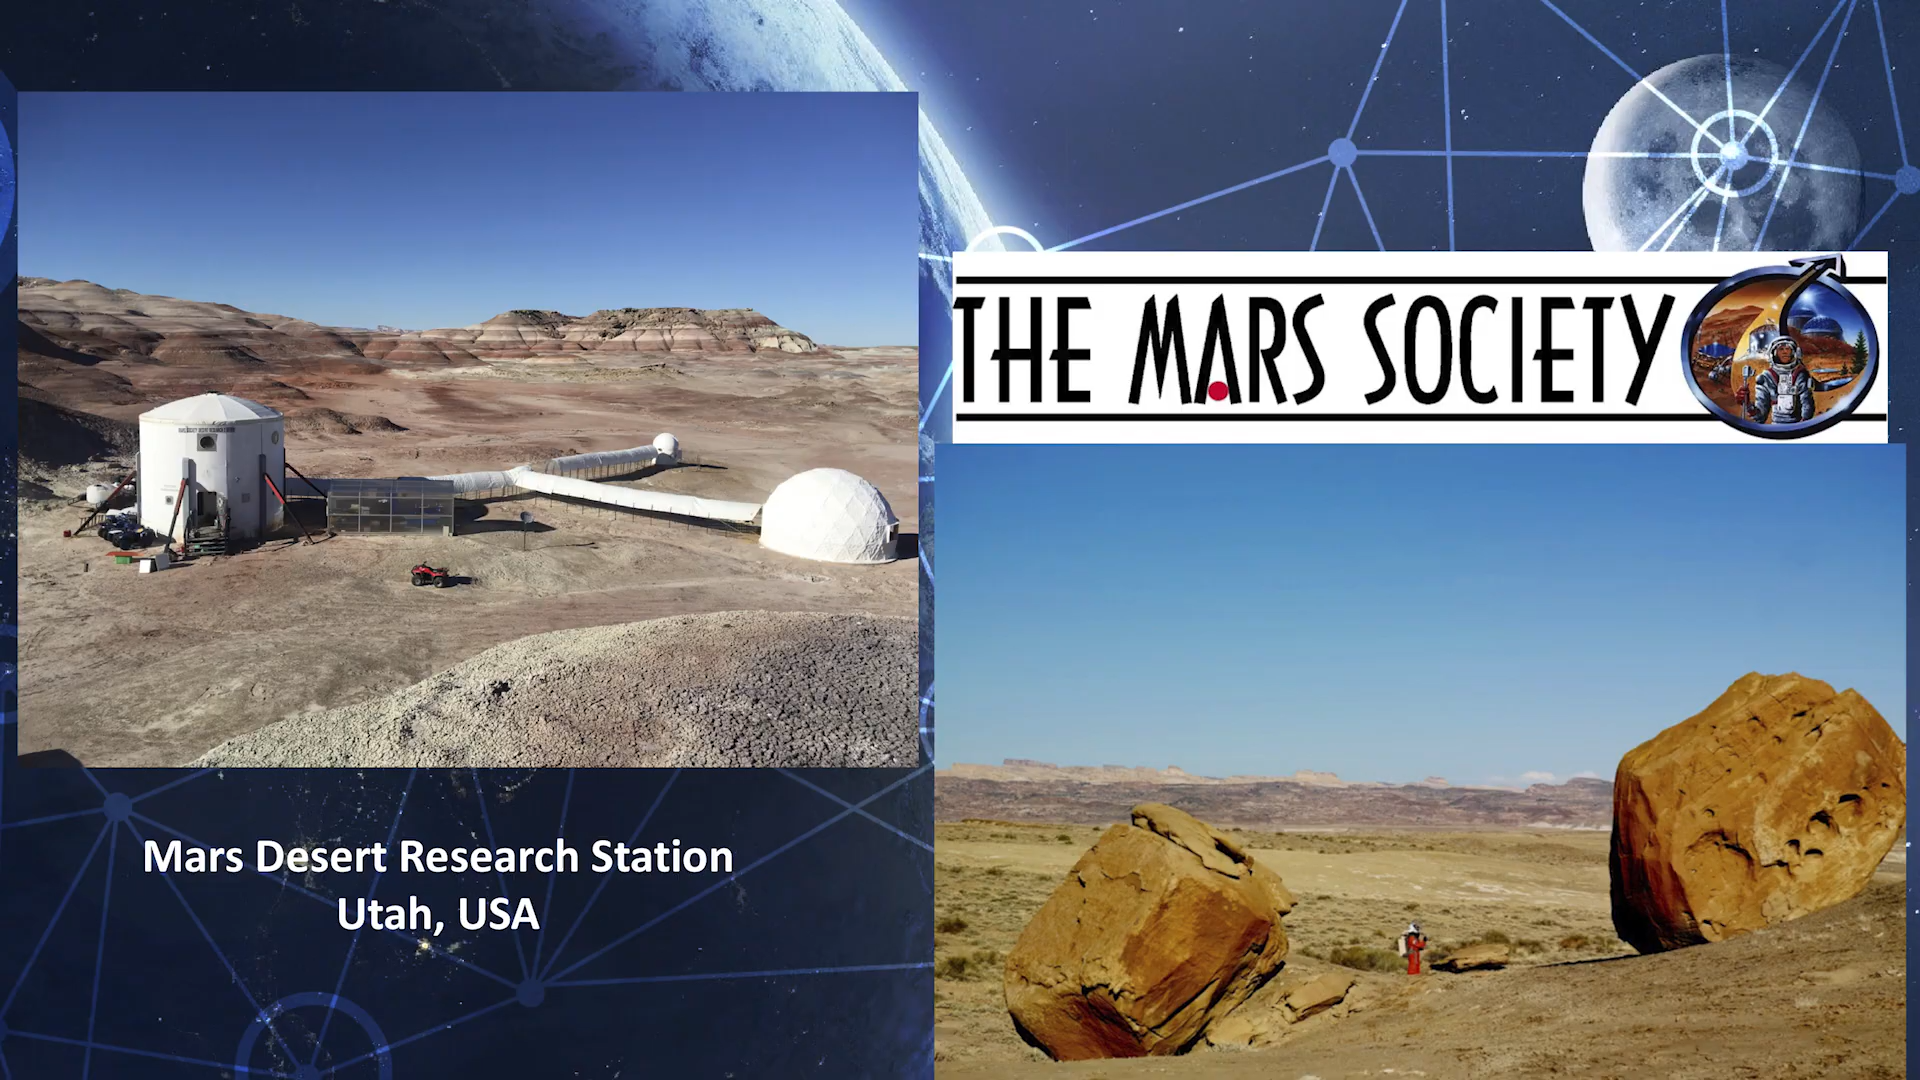 THE MARS SOCIETY
Mars Desert Research Station
Utah, USA